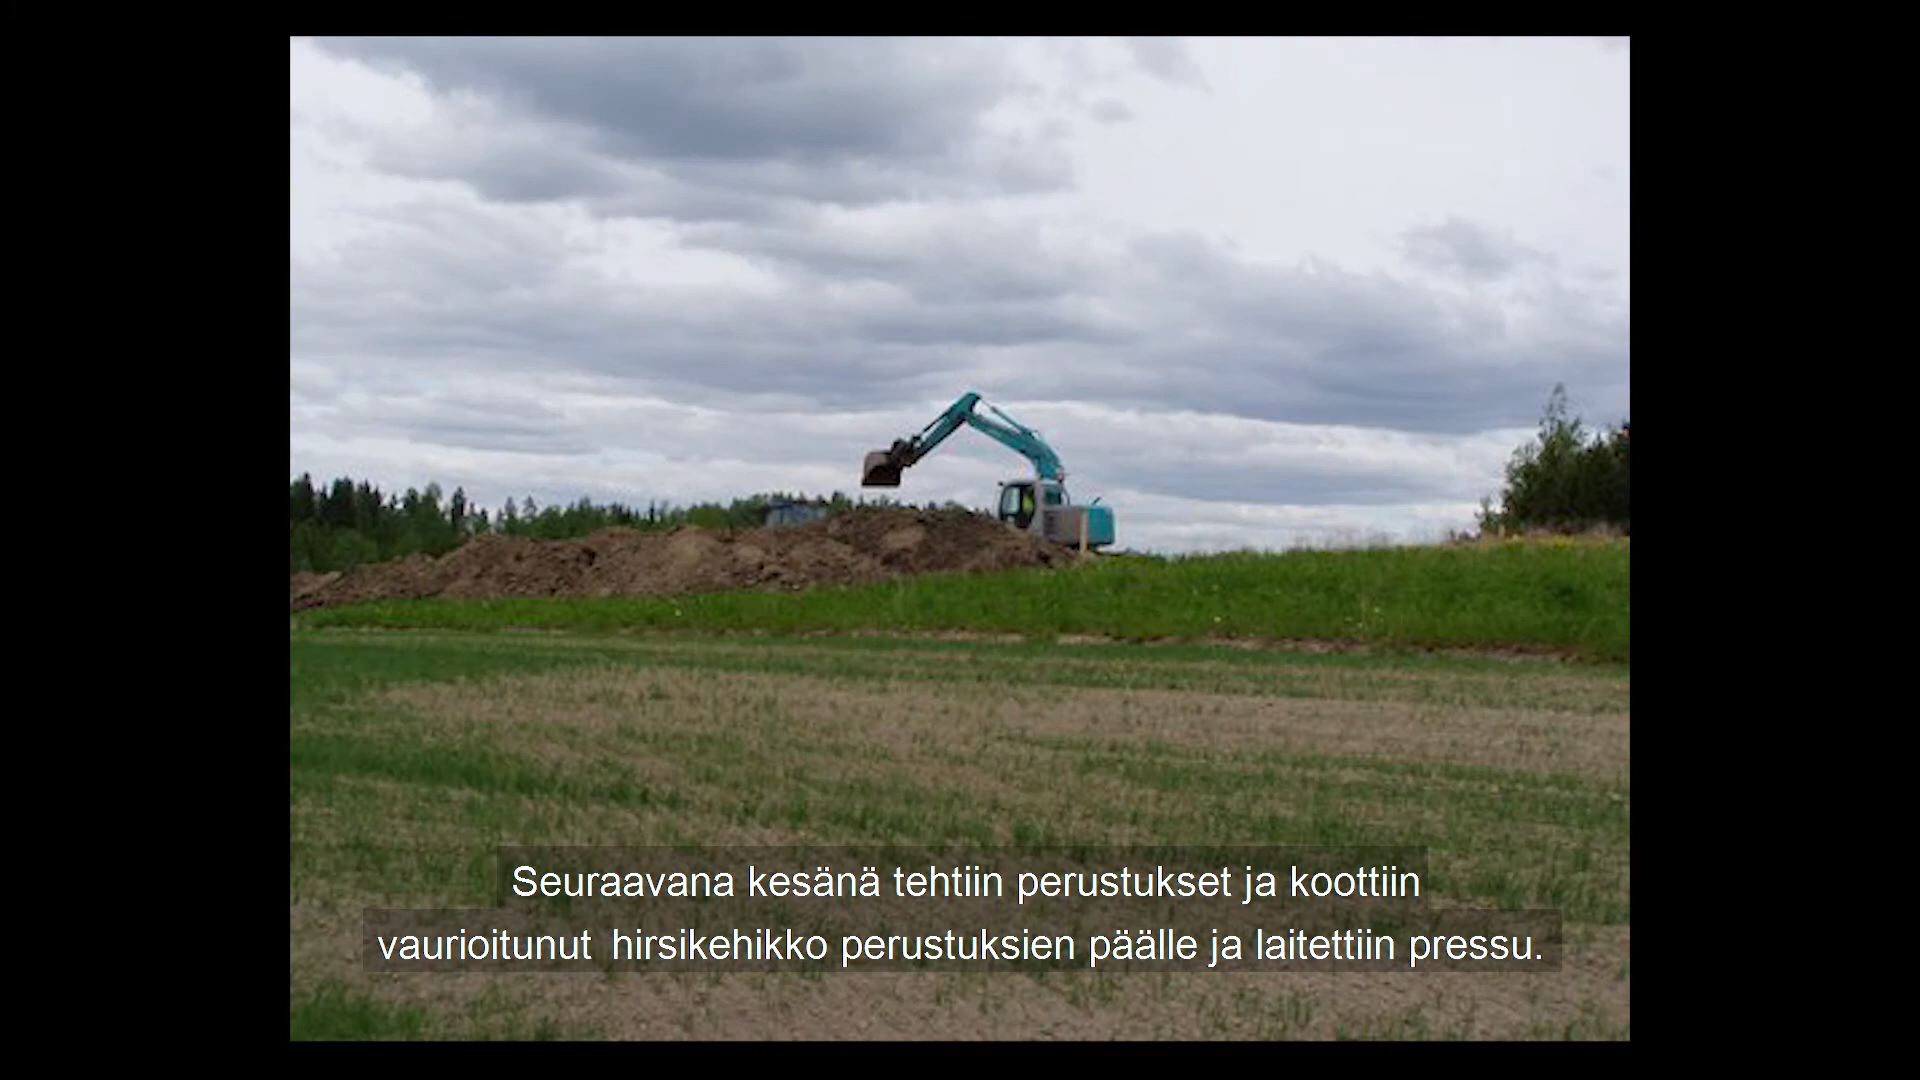 Seuraavana kesänä tehtiin perustukset ja koottiin
vaurioitunut hirsikehikko perustuksien päälle ja laitettiin pressu.